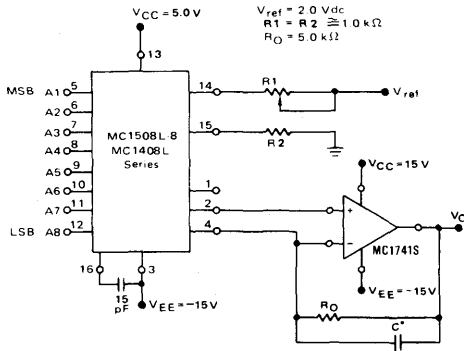 VCC = 5.0 V
Vref = 2.0 Vdc
R1 = R2 ≅ 1.0 kΩ
RO = 5.0 kΩ
13
MSB A1 5
14
R1
Vref
A2 6
A3 7
MC1508L-8
MC1408L
Series
15
R2
A4 8
A5 9
VCC = 15 V
A6 10
1
A7 11
2
+
VO
LSB A8 12
4
−
MC1741S
16
3
15
pF
VEE = −15V
VEE = −15V
RO
C*